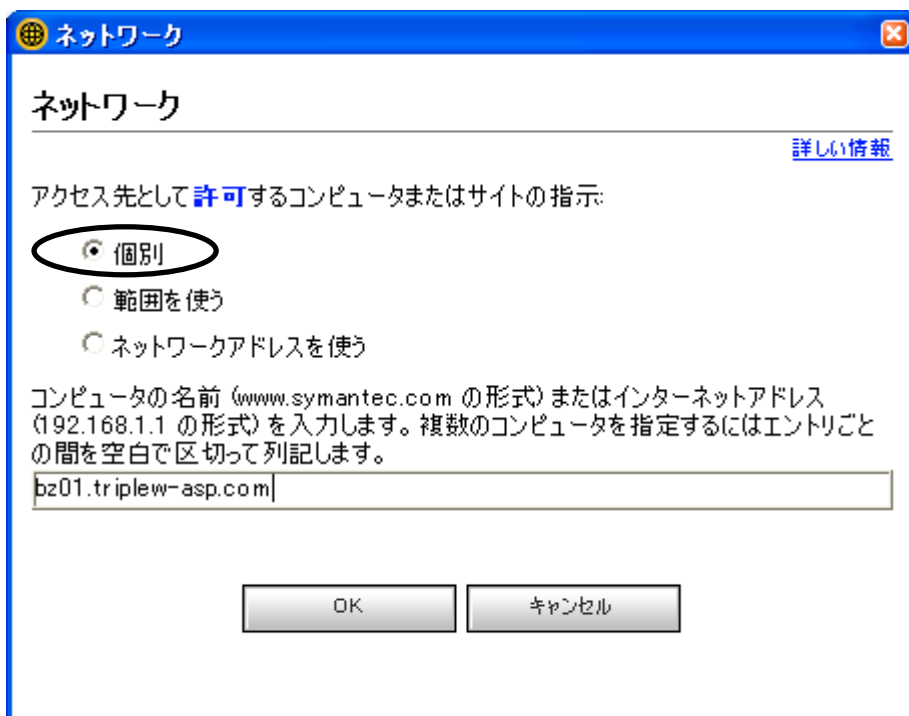 ネットワーク
ネットワーク
詳しい情報
アクセス先として許可するコンピュータまたはサイトの指示:
個別
範囲を使う
ネットワークアドレスを使う
コンピュータの名前 (www.symantec.com の形式) またはインターネットアドレス
(192.168.1.1 の形式) を入力します。複数のコンピュータを指定するにはエントリごと
の間を空白で区切って列記します。
bz01.triplew-asp.com
OK
キャンセル